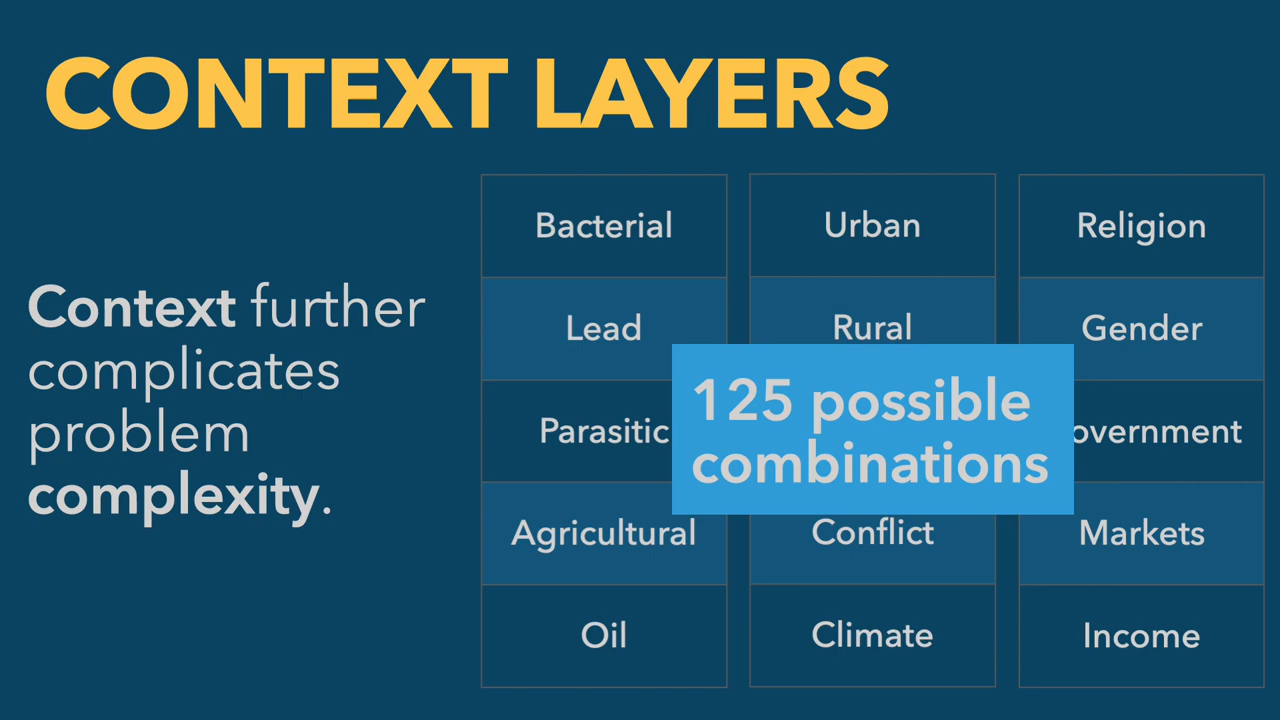 CONTEXT LAYERS
Context further
complicates
problem
complexity.
Bacterial
Lead
Parasitic
Agricultural
Oil
Urban
Rural
Conflict
Climate
Religion
Gender
overnment
Markets
Income
125 possible
combinations